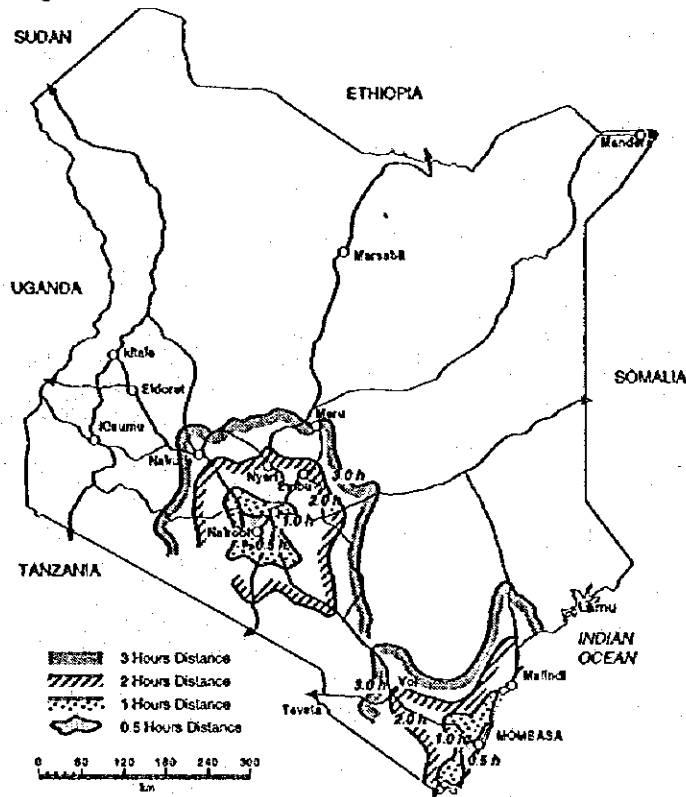 SUDAN
ETHIOPIA
Mandera
Marsabit
UGANDA
Kitale
Eldoret
SOMALIA
Kisumu
Meru
Nakuru
Nyeri
Embu
3.0 h
2.0 h
1.0 h
Nairobi
0.5 h
TANZANIA
Lamu
INDIAN
OCEAN
3 Hours Distance
2 Hours Distance
1 Hours Distance
0.5 Hours Distance
3.0 h
Voi
Malindi
Taveta
2.0 h
1.0 h
MOMBASA
0.5 h
0 60 120 180 240 300
km